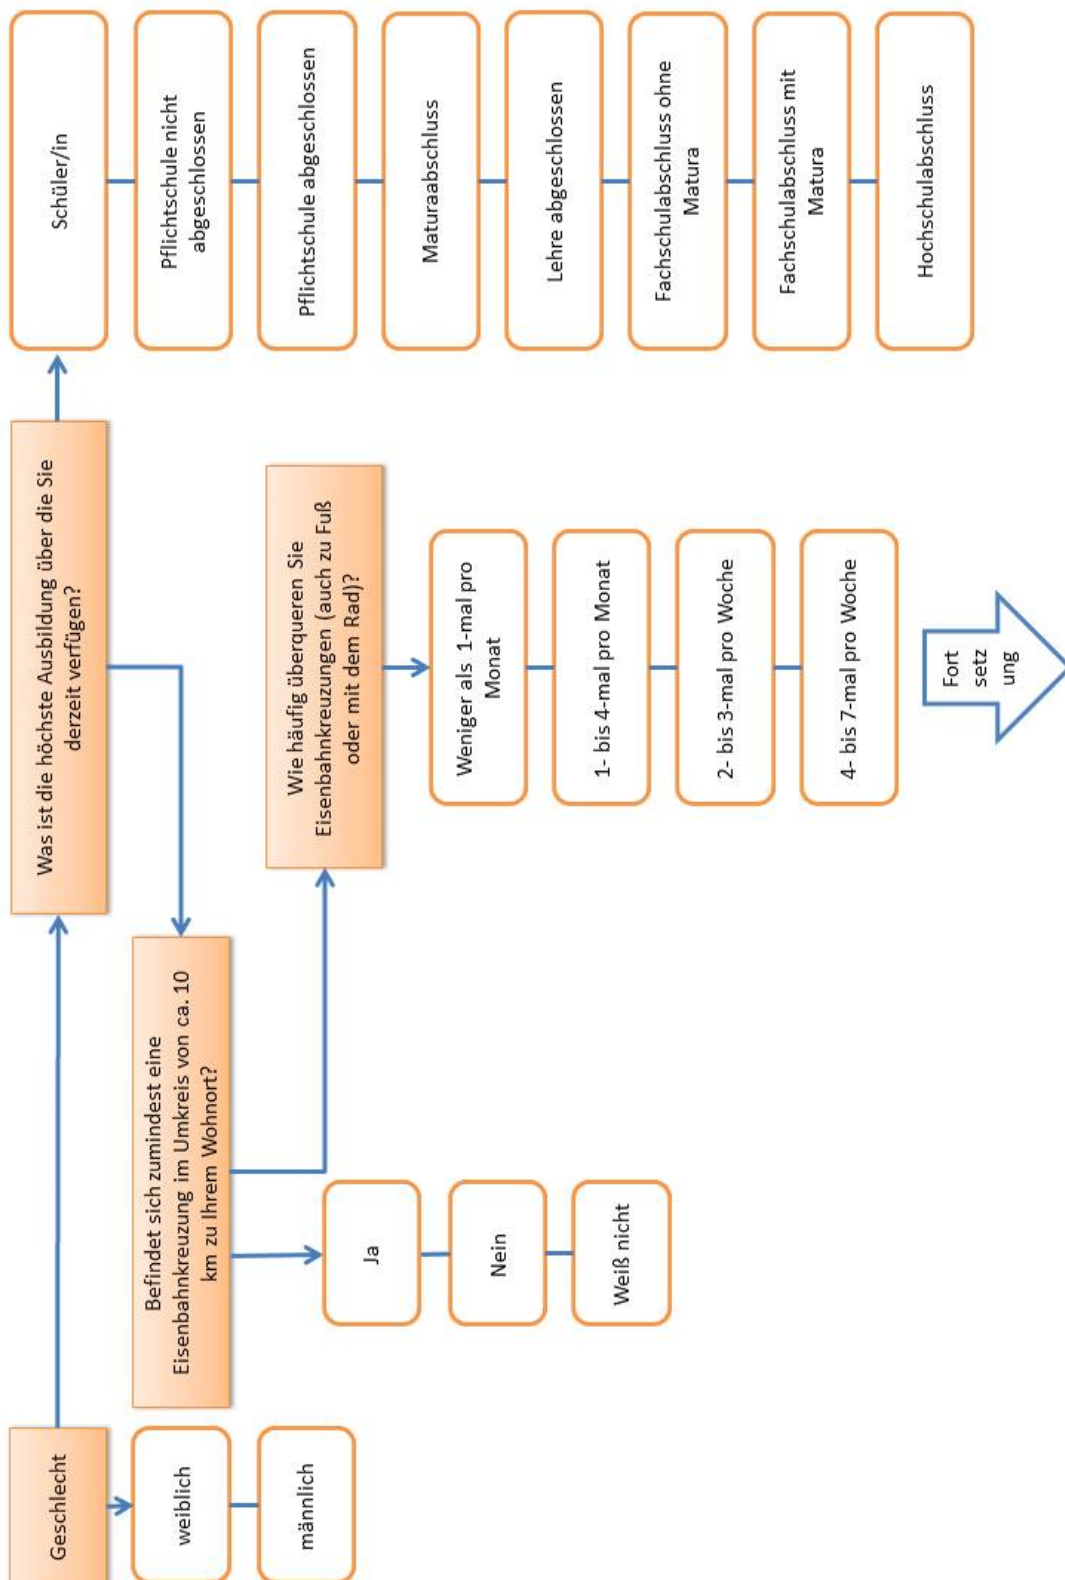 Geschlecht
weiblich
männlich
Was ist die höchste Ausbildung über die Sie
derzeit verfügen?
Schüler/in
Pflichtschule nicht
abgeschlossen
Pflichtschule abgeschlossen
Maturaabschluss
Lehre abgeschlossen
Fachschulabschluss ohne
Matura
Fachschulabschluss mit
Matura
Hochschulabschluss
Befindet sich zumindest eine
Eisenbahnkreuzung im Umkreis von ca. 10
km zu Ihrem Wohnort?
Ja
Nein
Weiß nicht
Wie häufig überqueren Sie
Eisenbahnkreuzungen (auch zu Fuß
oder mit dem Rad)?
Weniger als 1-mal pro
Monat
1- bis 4-mal pro Monat
2- bis 3-mal pro Woche
4- bis 7-mal pro Woche
Fort
setz
ung